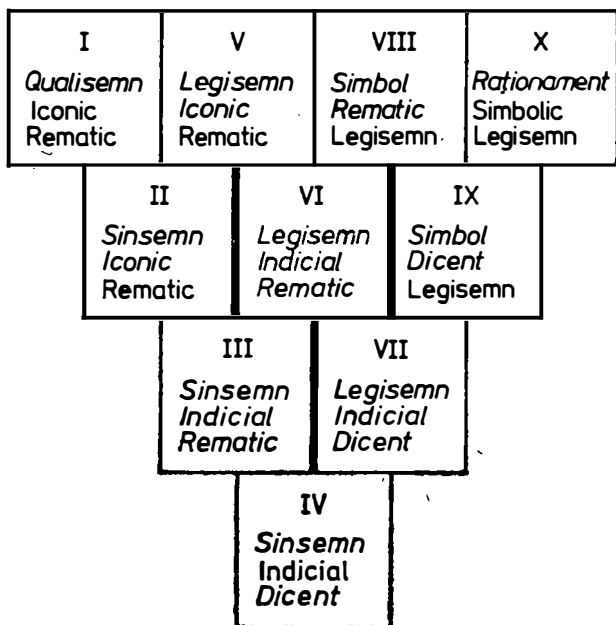 I
Qualisemn
Iconic
Rematic
V
Legisemn
Iconic
Rematic
VIII
Simbol
Rematic
Legisemn
X
Raționament
Simbolic
Legisemn
II
Sinsemn
Iconic
Rematic
VI
Legisemn
Indicial
Rematic
IX
Simbol
Dicent
Legisemn
III
Sinsemn
Indicial
Rematic
VII
Legisemn
Indicial
Dicent
IV
Sinsemn
Indicial
Dicent